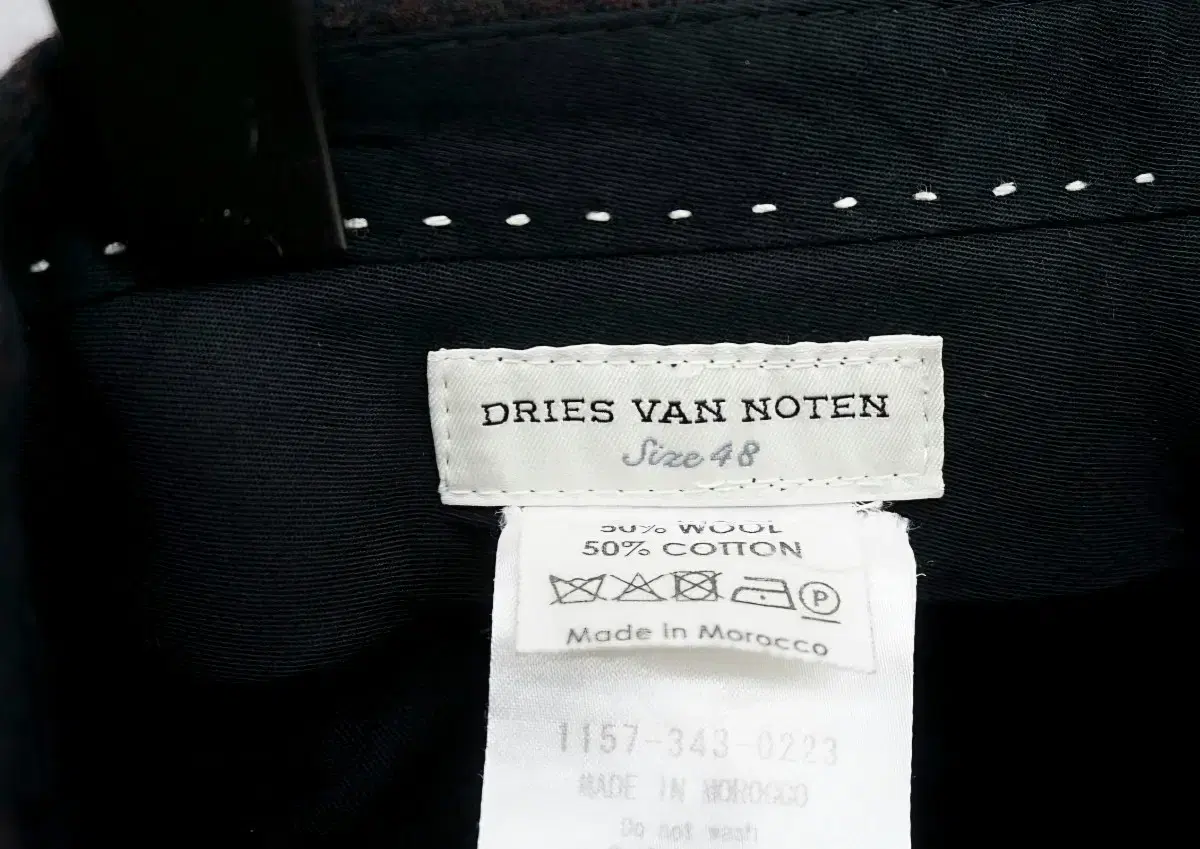 DRIES VAN NOTEN
Size 48
50% WOOL
50% COTTON
P
Made in Morocco
1157-343-0223
MADE IN MOROCCO
Do not wash